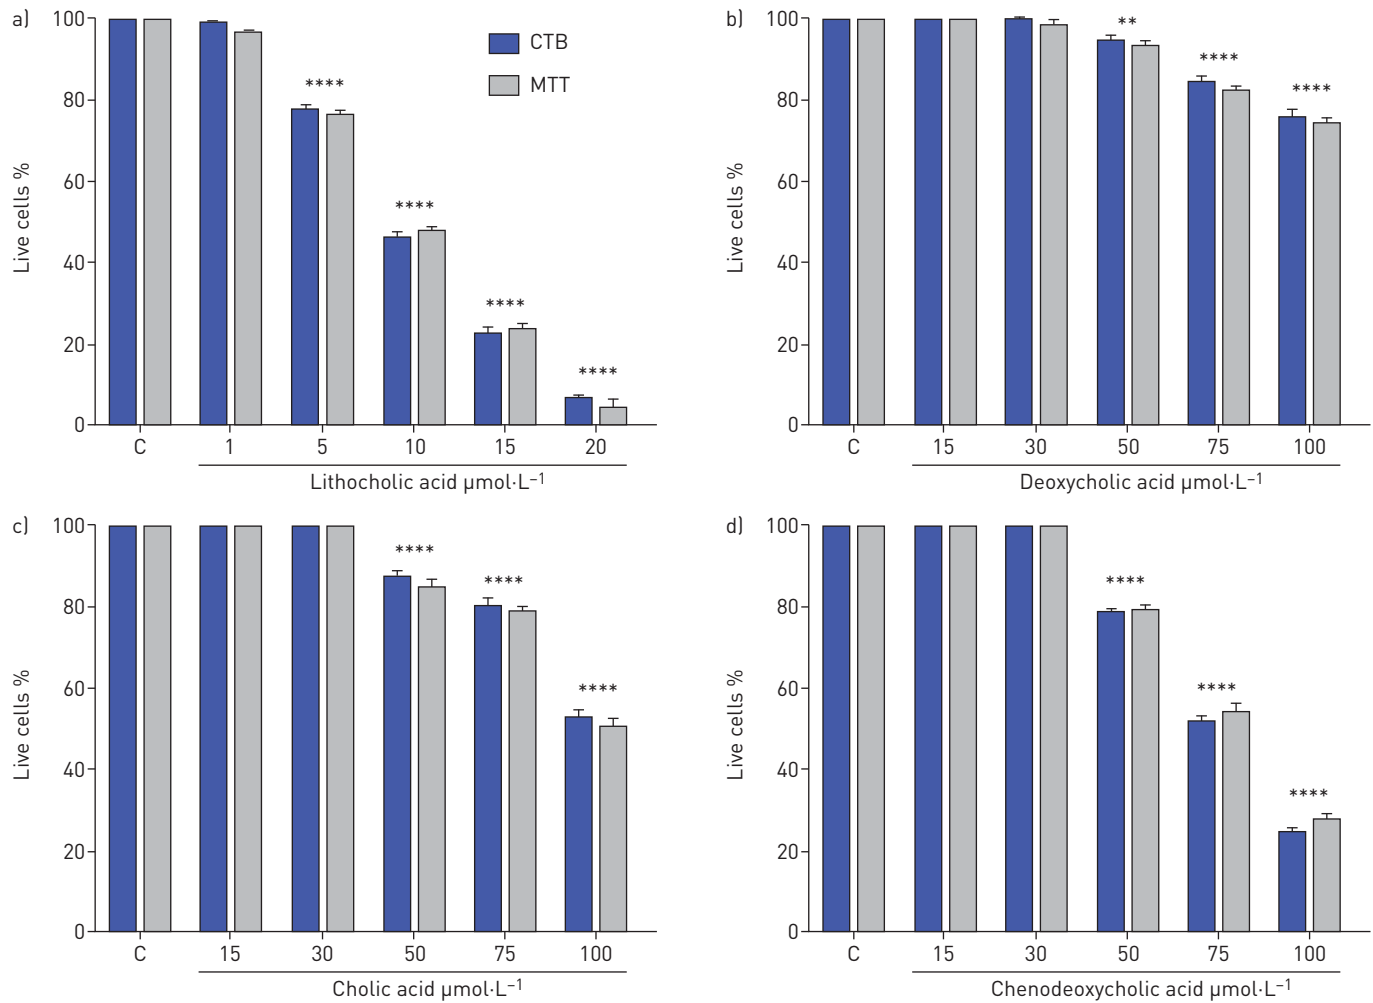 a)
100
80
60
40
20
0
Live cells %
CTB
MTT
****
****
****
****
C 1 5 10 15 20
Lithocholic acid µmol·L⁻¹
b)
100
80
60
40
20
0
Live cells %
**
****
****
C 15 30 50 75 100
Deoxycholic acid µmol·L⁻¹
c)
100
80
60
40
20
0
Live cells %
****
****
****
C 15 30 50 75 100
Cholic acid µmol·L⁻¹
d)
100
80
60
40
20
0
Live cells %
****
****
****
C 15 30 50 75 100
Chenodeoxycholic acid µmol·L⁻¹